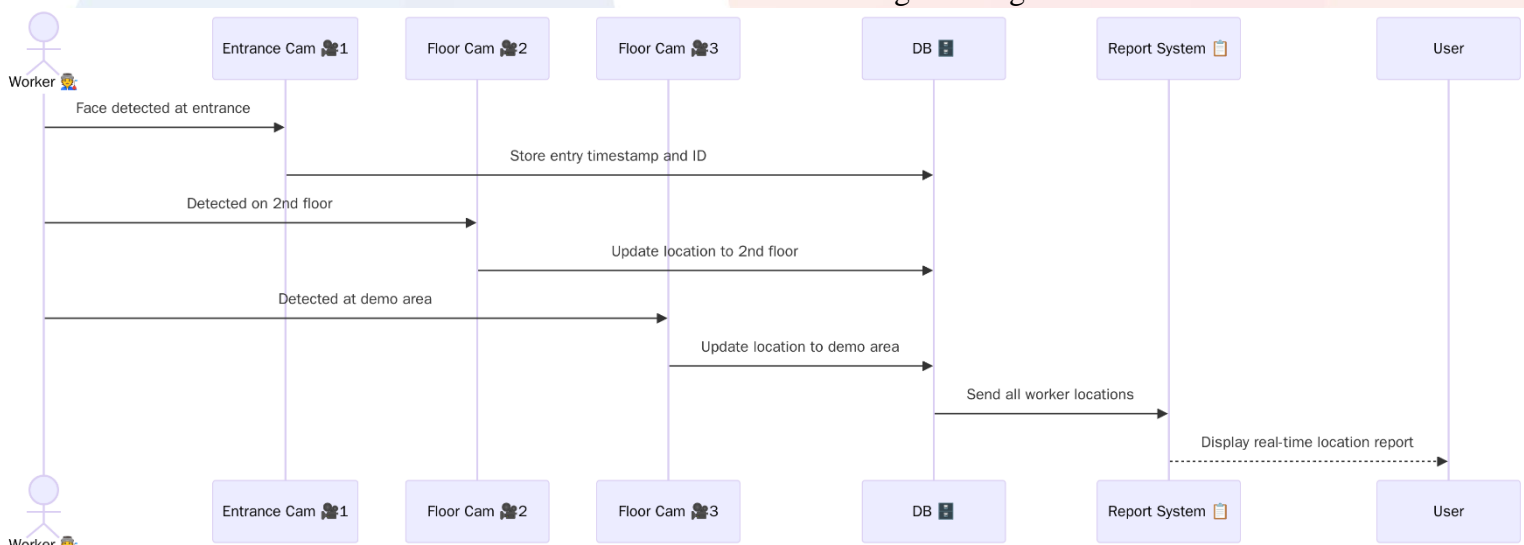 Entrance Cam 🎥1
Floor Cam 🎥2
Floor Cam 🎥3
DB 🗄️
Report System 📋
User
Worker 👩‍🏭
Face detected at entrance
Store entry timestamp and ID
Detected on 2nd floor
Update location to 2nd floor
Detected at demo area
Update location to demo area
Send all worker locations
Display real-time location report
Entrance Cam 🎥1
Floor Cam 🎥2
Floor Cam 🎥3
DB 🗄️
Report System 📋
User
Worker 👩‍🏭